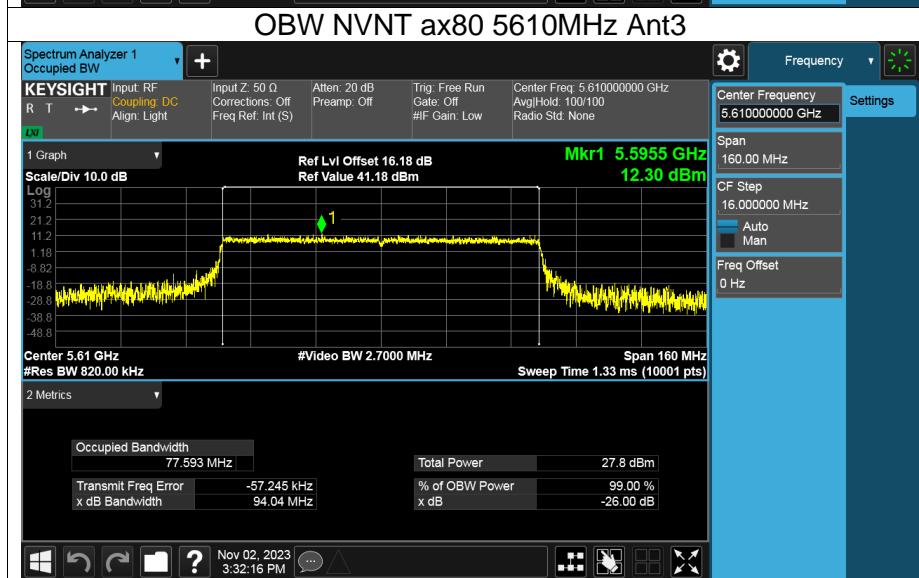 OBW NVNT ax80 5610MHz Ant3
Spectrum Analyzer 1
Occupied BW
Frequency
KEYSIGHT
R T
LXI
Input: RF
Coupling: DC
Align: Light
Input Z: 50 Ω
Corrections: Off
Freq Ref: Int (S)
Atten: 20 dB
Preamp: Off
Trig: Free Run
Gate: Off
#IF Gain: Low
Center Freq: 5.610000000 GHz
Avg|Hold: 100/100
Radio Std: None
Center Frequency
5.610000000 GHz
Settings
Span
160.00 MHz
CF Step
16.000000 MHz
Auto
Man
Freq Offset
0 Hz
1 Graph
Scale/Div 10.0 dB
Ref Lvl Offset 16.18 dB
Ref Value 41.18 dBm
Mkr1 5.5955 GHz
12.30 dBm
Log
31.2
21.2
11.2
1.18
-8.82
-18.8
-28.8
-38.8
-48.8
1
Center 5.61 GHz
#Video BW 2.7000 MHz
Span 160 MHz
#Res BW 820.00 kHz
Sweep Time 1.33 ms (10001 pts)
2 Metrics
Occupied Bandwidth
77.593 MHz
Total Power 27.8 dBm
Transmit Freq Error -57.245 kHz
% of OBW Power 99.00 %
x dB Bandwidth 94.04 MHz
x dB -26.00 dB
?
Nov 02, 2023
3:32:16 PM